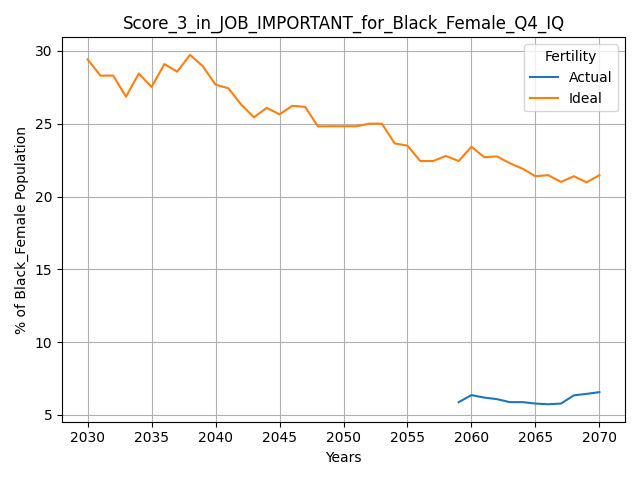 Score_3_in_JOB_IMPORTANT_for_Black_Female_Q4_IQ
Fertility
Actual
Ideal
% of Black_Female Population
30
25
20
15
10
5
2030 2035 2040 2045 2050 2055 2060 2065 2070
Years